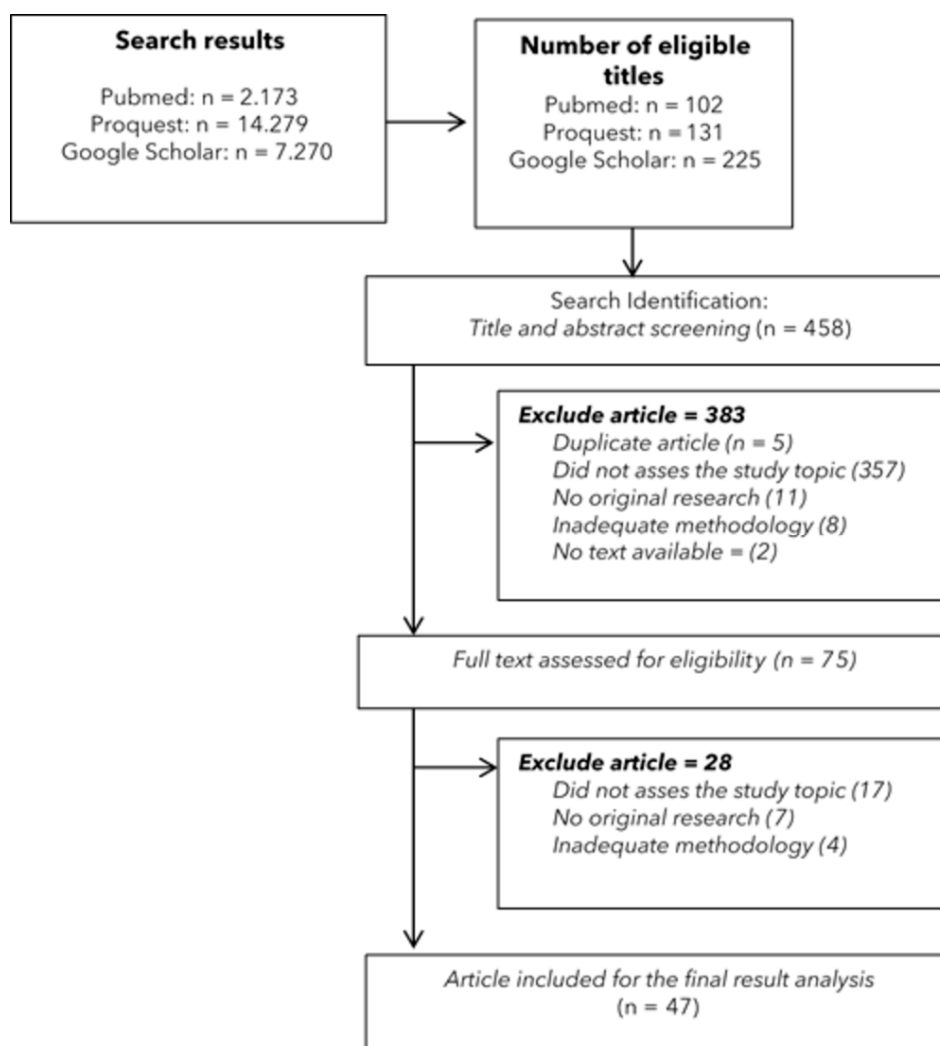 Search results
Pubmed: n = 2.173
Proquest: n = 14.279
Google Scholar: n = 7.270
Number of eligible
titles
Pubmed: n = 102
Proquest: n = 131
Google Scholar: n = 225
Search Identification:
Title and abstract screening (n = 458)
Exclude article = 383
Duplicate article (n = 5)
Did not asses the study topic (357)
No original research (11)
Inadequate methodology (8)
No text available = (2)
Full text assessed for eligibility (n = 75)
Exclude article = 28
Did not asses the study topic (17)
No original research (7)
Inadequate methodology (4)
Article included for the final result analysis
(n = 47)